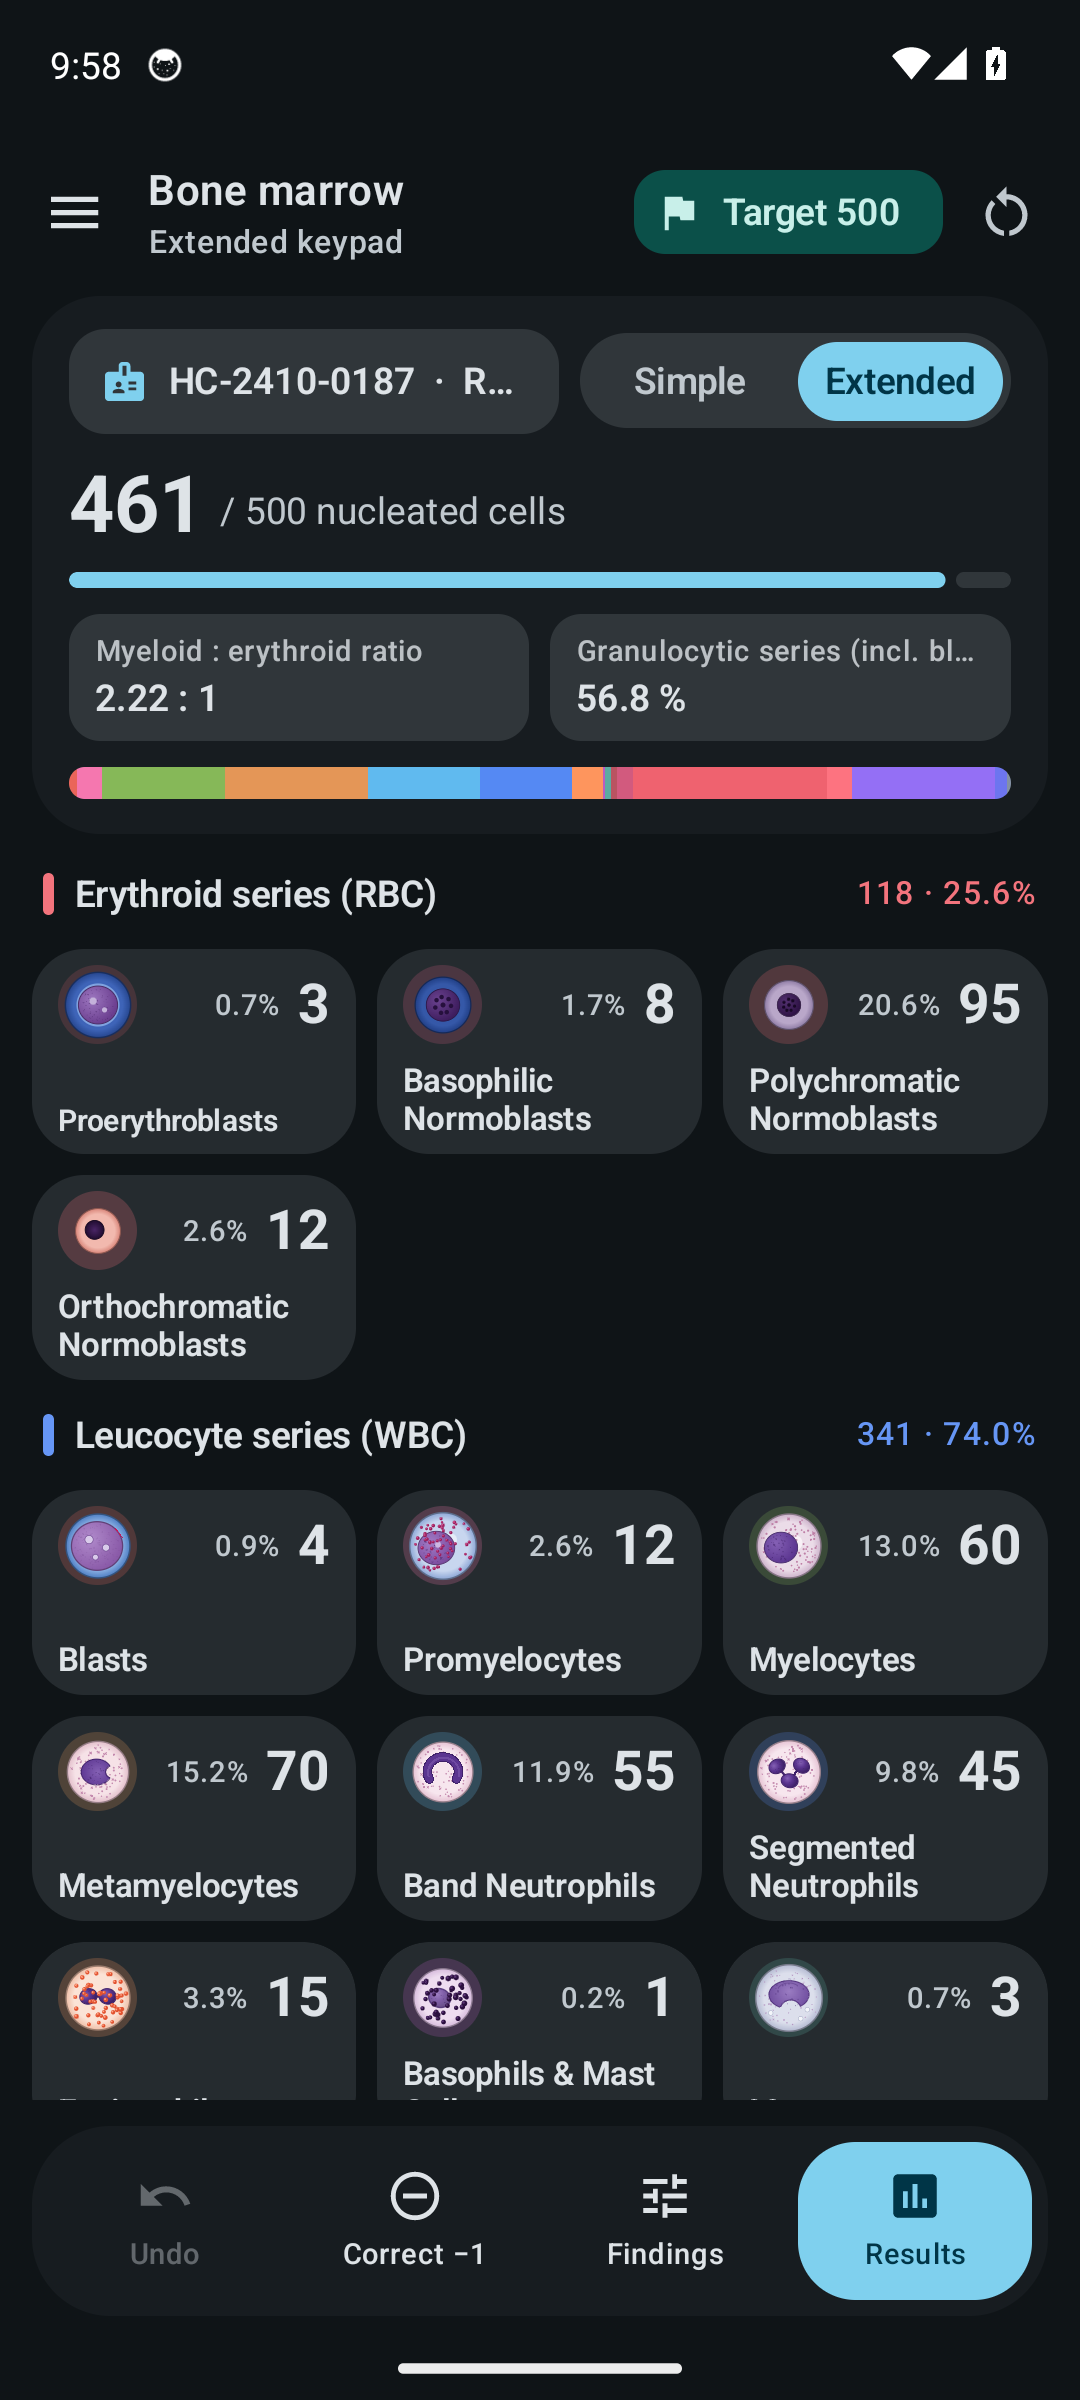 9:58
Bone marrow
Extended keypad
Target 500
HC-2410-0187 · R…
Simple
Extended
461 / 500 nucleated cells
Myeloid : erythroid ratio
2.22 : 1
Granulocytic series (incl. bl…
56.8 %
Erythroid series (RBC)
118 · 25.6%
0.7% 3
Proerythroblasts
1.7% 8
Basophilic
Normoblasts
20.6% 95
Polychromatic
Normoblasts
2.6% 12
Orthochromatic
Normoblasts
Leucocyte series (WBC)
341 · 74.0%
0.9% 4
Blasts
2.6% 12
Promyelocytes
13.0% 60
Myelocytes
15.2% 70
Metamyelocytes
11.9% 55
Band Neutrophils
9.8% 45
Segmented
Neutrophils
3.3% 15
0.2% 1
Basophils & Mast
0.7% 3
Undo
Correct −1
Findings
Results